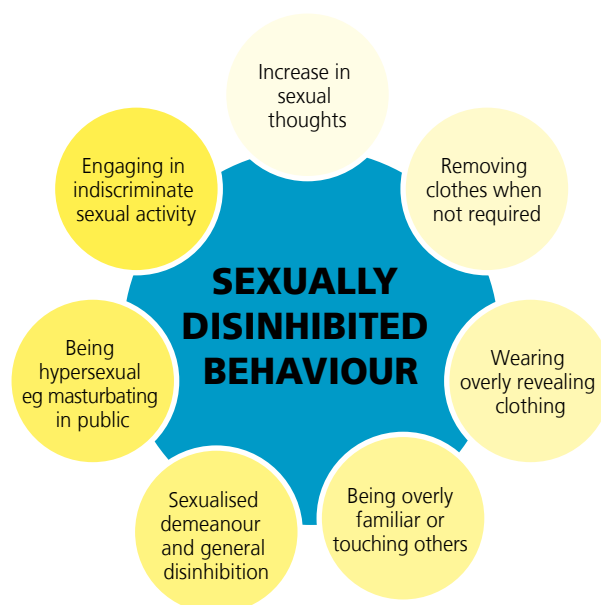 Increase in
sexual
thoughts
Removing
clothes when
not required
Wearing
overly revealing
clothing
Being overly
familiar or
touching others
Sexualised
demeanour
and general
disinhibition
Being
hypersexual
eg masturbating
in public
Engaging in
indiscriminate
sexual activity
SEXUALLY
DISINHIBITED
BEHAVIOUR